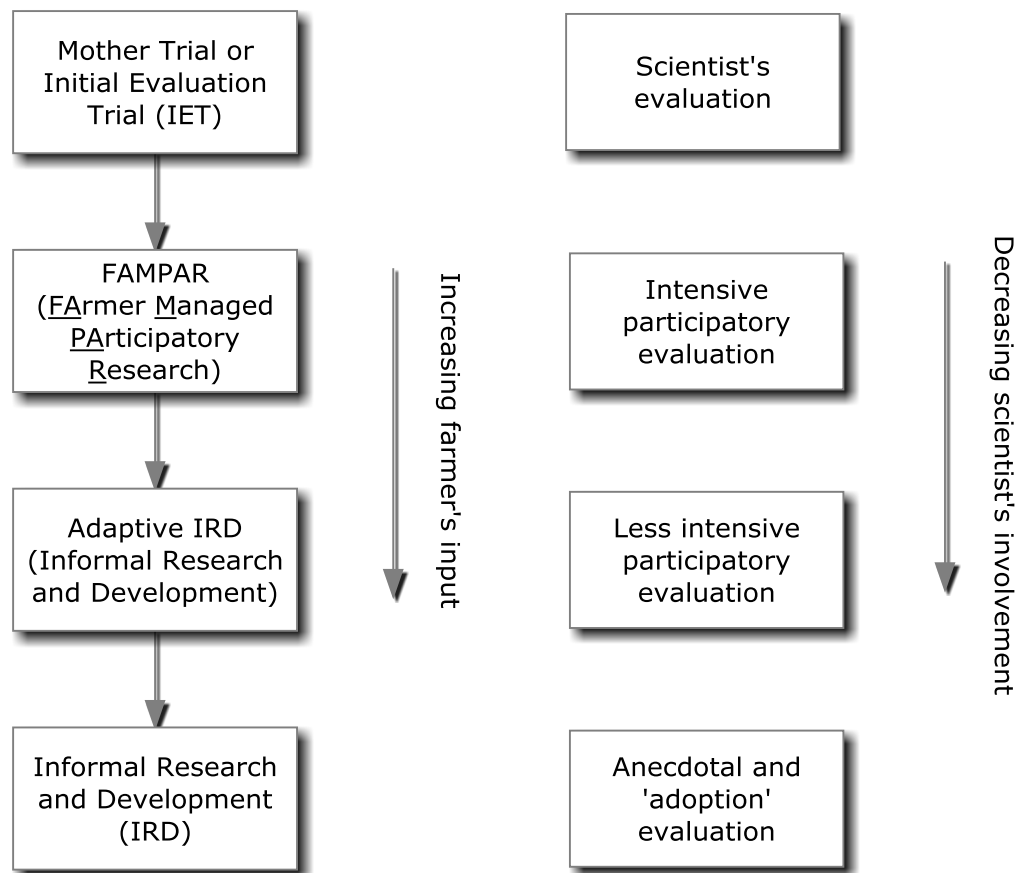 Mother Trial or
Initial Evaluation
Trial (IET)
Scientist's
evaluation
FAMPAR
(FArmer Managed
PArticipatory
Research)
Increasing farmer's input
Intensive
participatory
evaluation
Decreasing scientist's involvement
Adaptive IRD
(Informal Research
and Development)
Less intensive
participatory
evaluation
Informal Research
and Development
(IRD)
Anecdotal and
'adoption'
evaluation